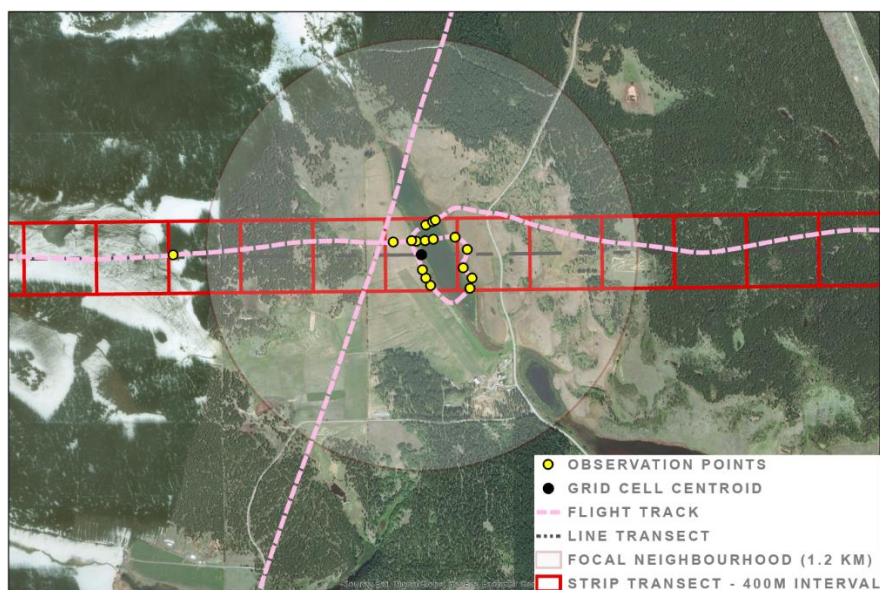 OBSERVATION POINTS
GRID CELL CENTROID
FLIGHT TRACK
LINE TRANSECT
FOCAL NEIGHBOURHOOD (1.2 KM)
STRIP TRANSECT - 400M INTERVAL